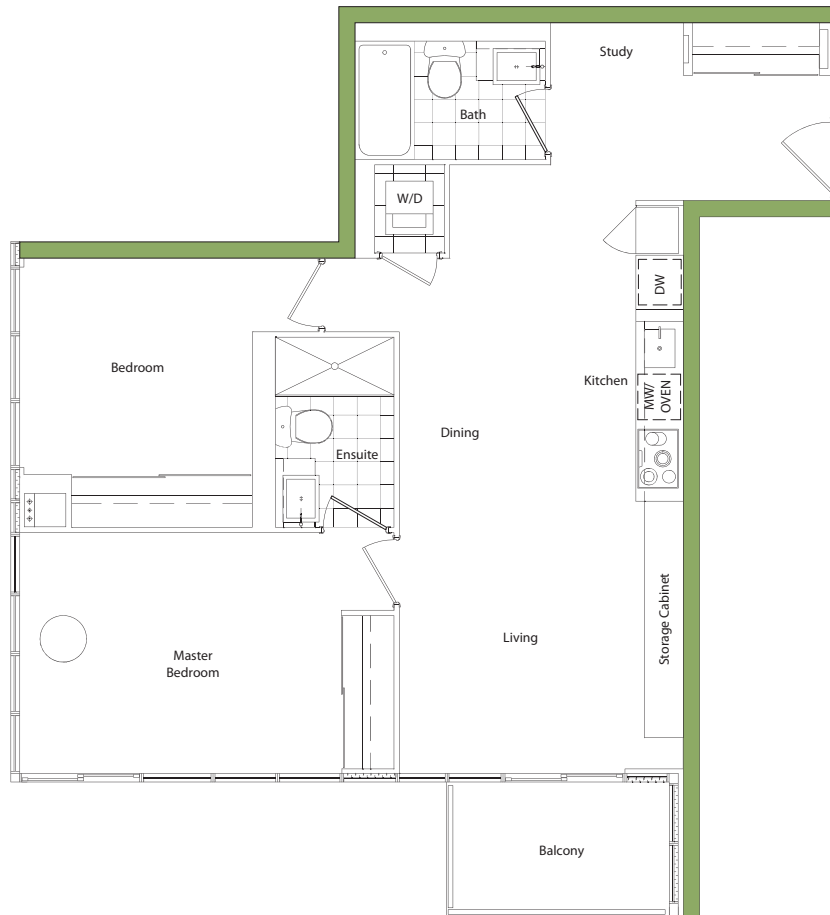 Study
Bath
W/D
DW
Bedroom
Kitchen
MW/
OVEN
Dining
Ensuite
Storage Cabinet
Living
Master
Bedroom
Balcony